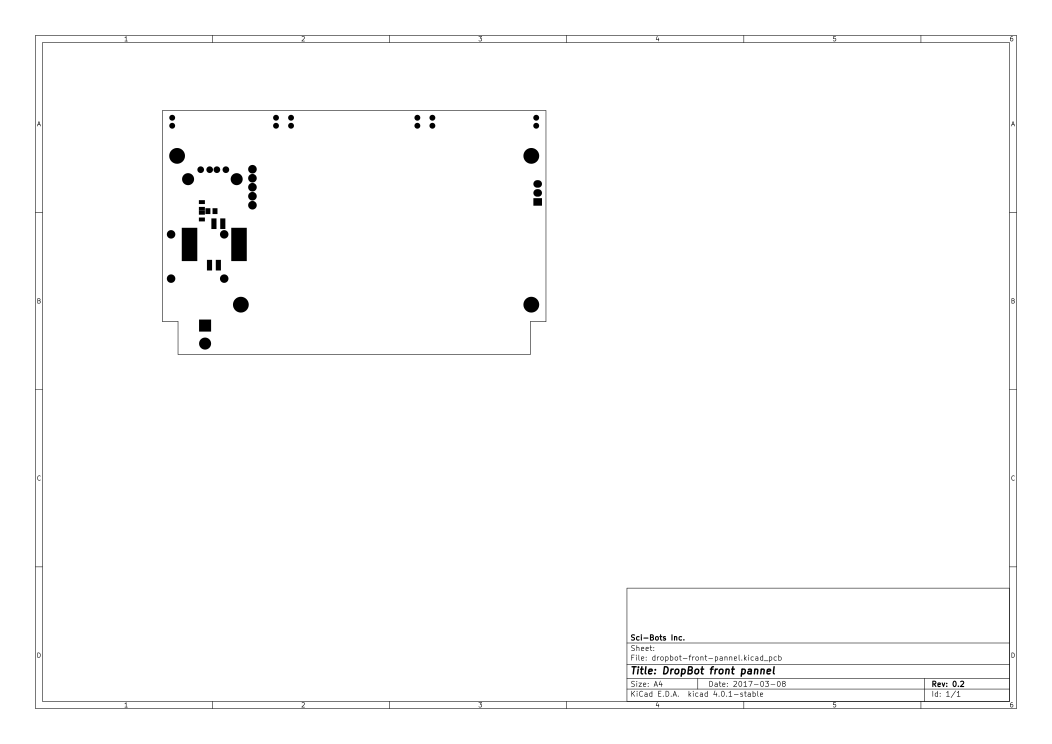 1 2 3 4 5 6
A A
B B
C C
D D
Sci-Bots Inc.
Sheet:
File: dropbot-front-pannel.kicad_pcb
Title: DropBot front pannel
Size: A4 Date: 2017-03-08 Rev: 0.2
KiCad E.D.A. kicad 4.0.1-stable Id: 1/1
1 2 3 4 5 6